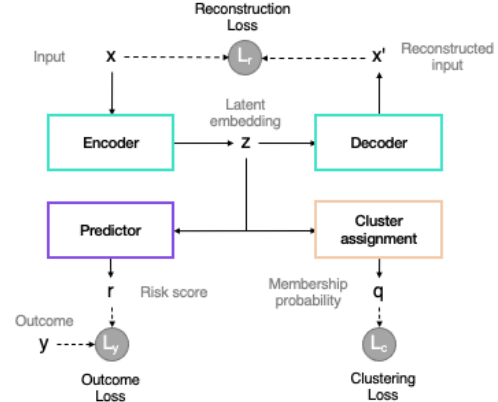 Reconstruction
Loss
Input
x
Lr
x'
Reconstructed
input
Latent
embedding
Encoder
z
Decoder
Predictor
Cluster
assignment
r
Risk score
Membership
probability
q
Outcome
y
Ly
Lc
Outcome
Loss
Clustering
Loss